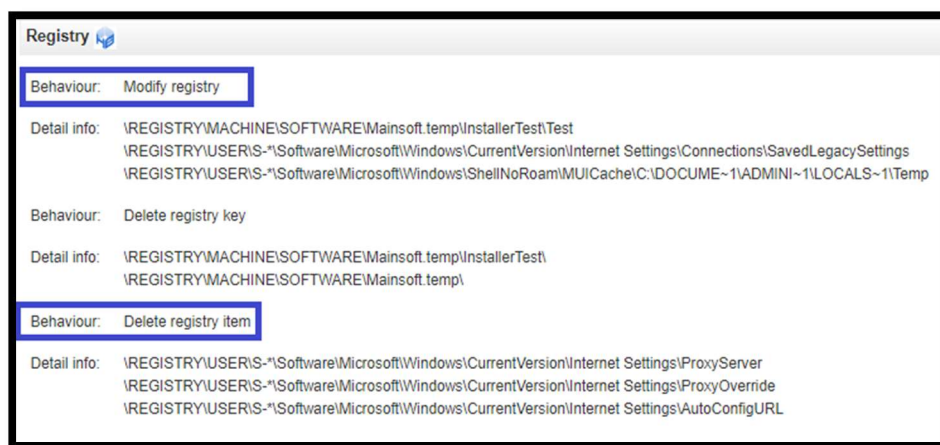 Registry
Behaviour: Modify registry
Detail info: \REGISTRY\MACHINE\SOFTWARE\Mainsoft.temp\InstallerTest\Test
\REGISTRY\USER\S-*\Software\Microsoft\Windows\CurrentVersion\Internet Settings\Connections\SavedLegacySettings
\REGISTRY\USER\S-*\Software\Microsoft\Windows\ShellNoRoam\MUICache\C:\DOCUME~1\ADMINI~1\LOCALS~1\Temp
Behaviour: Delete registry key
Detail info: \REGISTRY\MACHINE\SOFTWARE\Mainsoft.temp\InstallerTest\
\REGISTRY\MACHINE\SOFTWARE\Mainsoft.temp\
Behaviour: Delete registry item
Detail info: \REGISTRY\USER\S-*\Software\Microsoft\Windows\CurrentVersion\Internet Settings\ProxyServer
\REGISTRY\USER\S-*\Software\Microsoft\Windows\CurrentVersion\Internet Settings\ProxyOverride
\REGISTRY\USER\S-*\Software\Microsoft\Windows\CurrentVersion\Internet Settings\AutoConfigURL